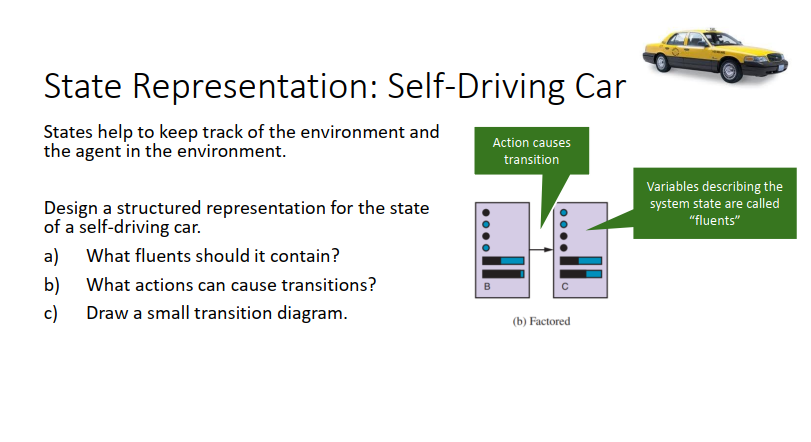 State Representation: Self-Driving Car
States help to keep track of the environment and
the agent in the environment.
Design a structured representation for the state
of a self-driving car.
a) What fluents should it contain?
b) What actions can cause transitions?
c) Draw a small transition diagram.
Action causes
transition
Variables describing the
system state are called
“fluents”
B
C
(b) Factored